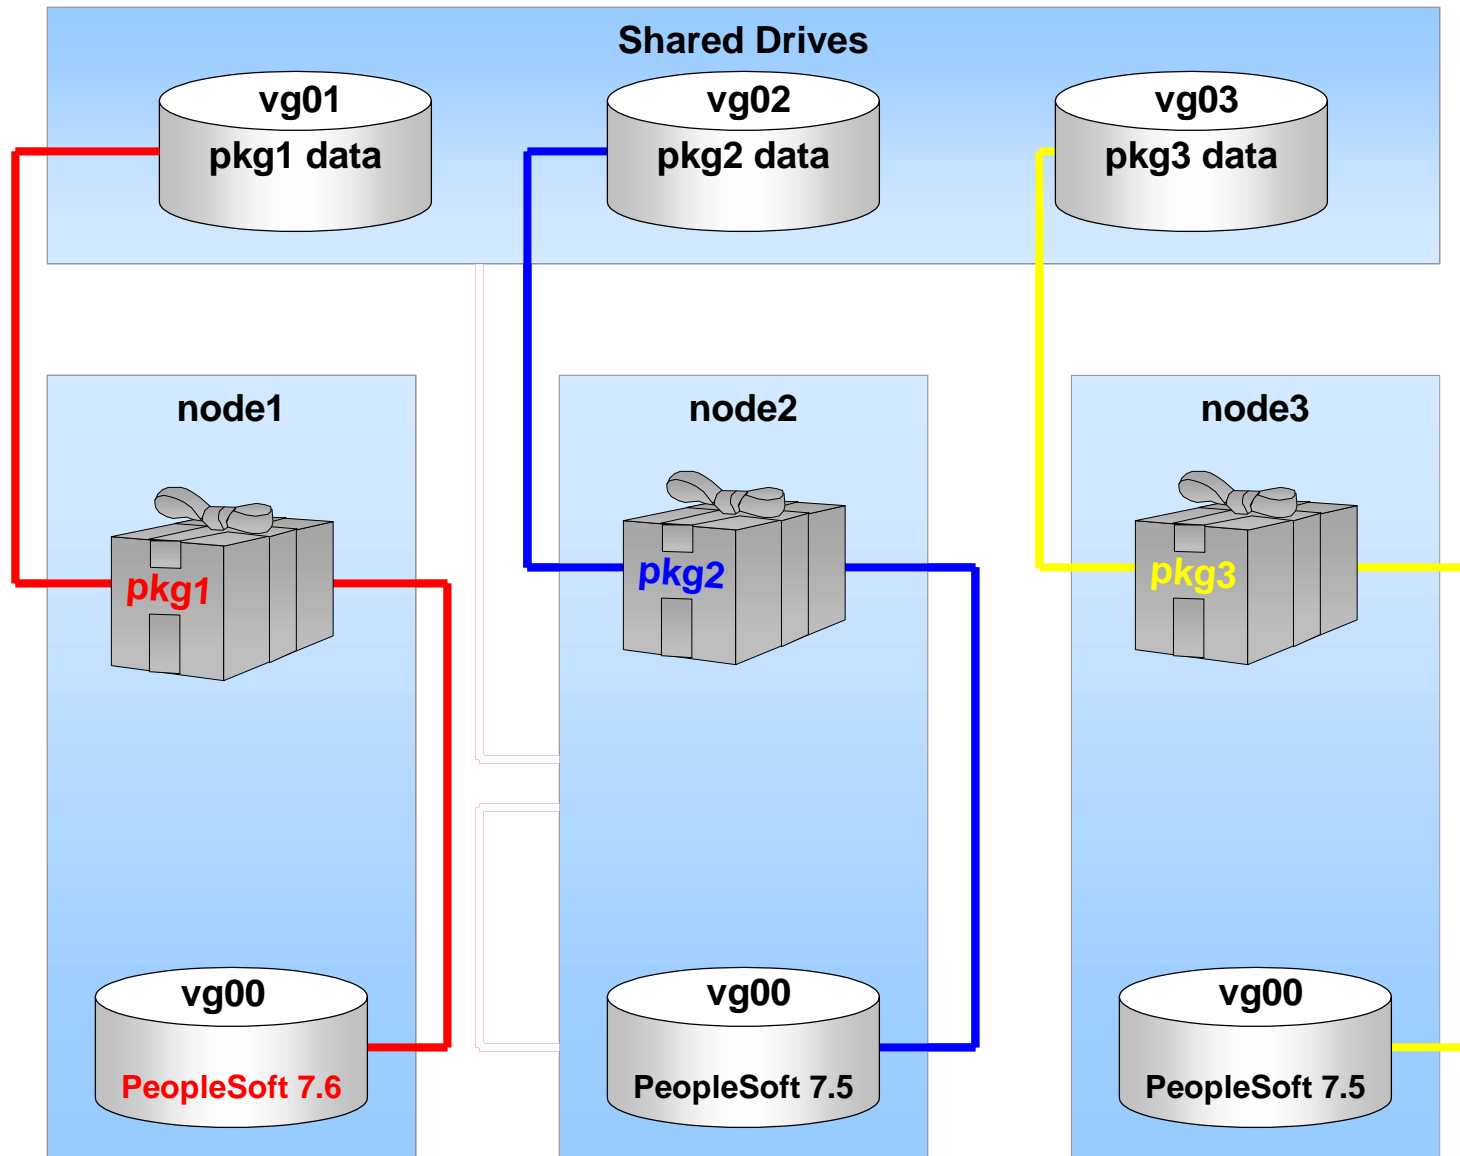 Shared Drives
vg01
pkg1 data
vg02
pkg2 data
vg03
pkg3 data
node1
node2
node3
pkg1
pkg2
pkg3
vg00
PeopleSoft 7.6
vg00
PeopleSoft 7.5
vg00
PeopleSoft 7.5